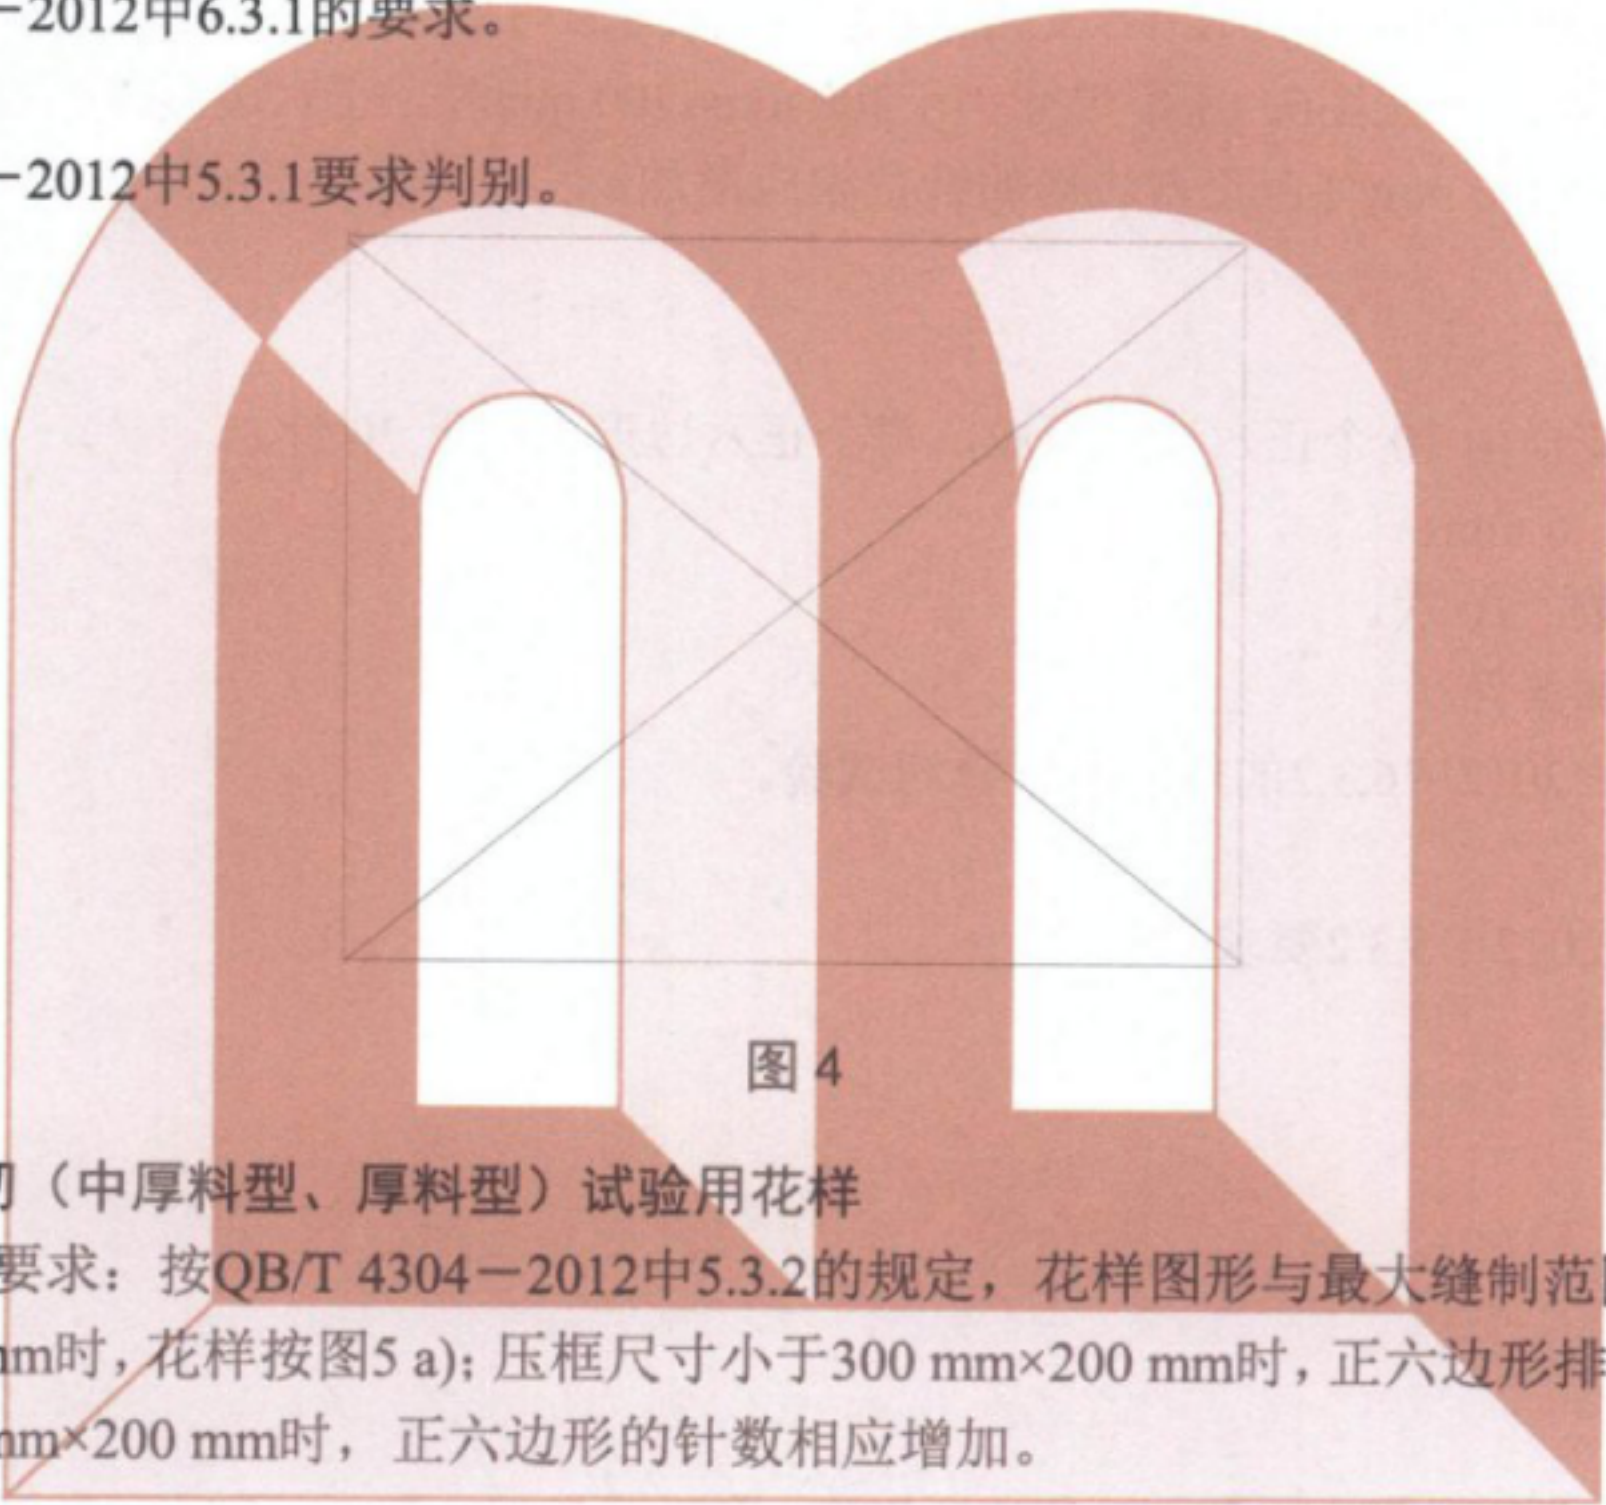 －2012中6.3.1的要求。
－2012中5.3.1要求判别。
图 4
（中厚料型、厚料型）试验用花样
要求：按QB/T 4304－2012中5.3.2的规定，花样图形与最大缝制范
mm时，花样按图5 a)；压框尺寸小于300 mm×200 mm时，正六边形排
mm×200 mm时，正六边形的针数相应增加。